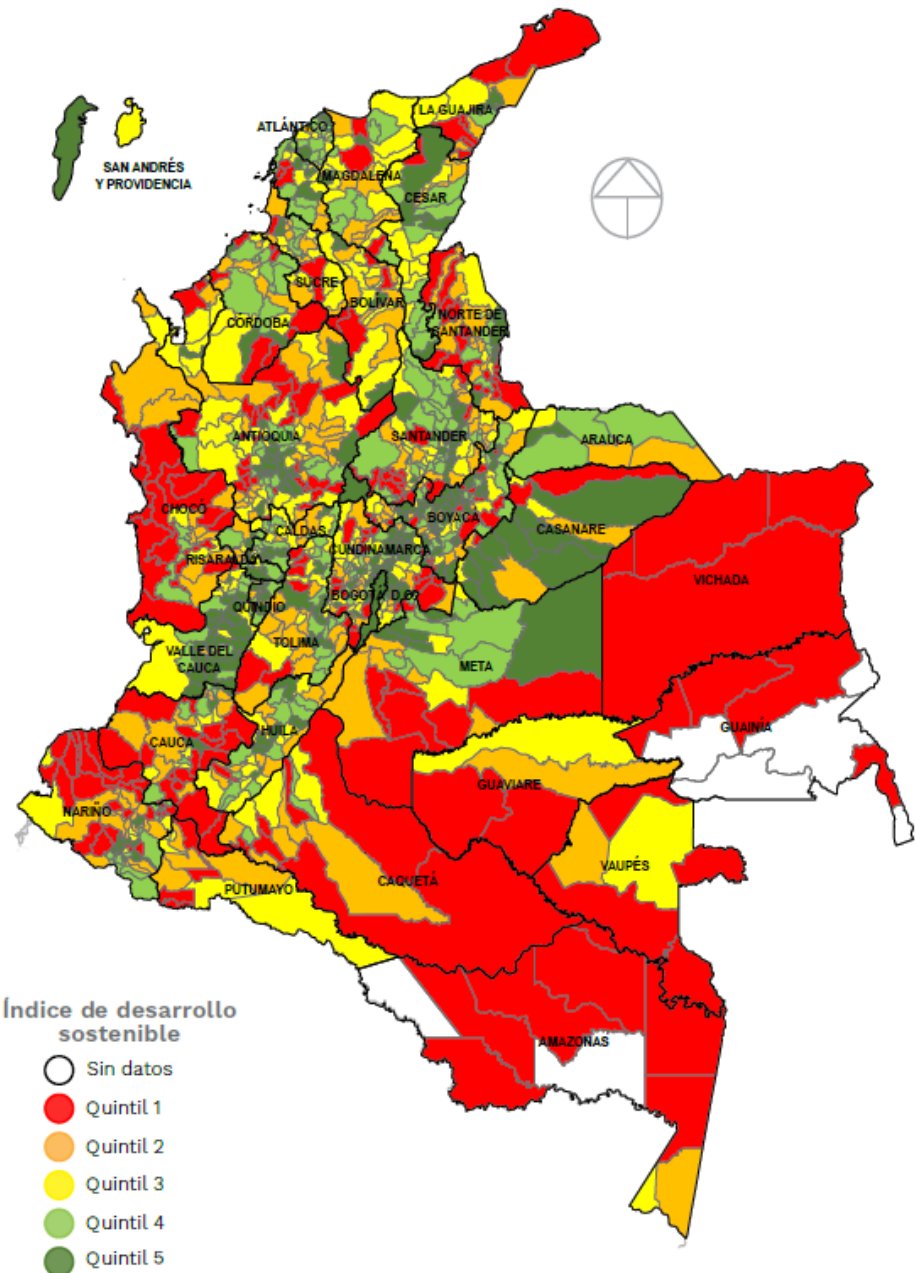 LA GUAJIRA
ATLÁNTICO
SAN ANDRÉS
Y PROVIDENCIA
MAGDALENA
CESAR
SUCRE
BOLÍVAR
NORTE DE
SANTANDER
CÓRDOBA
ANTIOQUIA
SANTANDER
ARAUCA
CHOCÓ
BOYACÁ
CASANARE
CALDAS
CUNDINAMARCA
RISARALDA
VICHADA
QUINDIO
BOGOTÁ D.C.
TOLIMA
VALLE DEL
CAUCA
META
HUILA
CAUCA
GUAINÍA
GUAVIARE
NARIÑO
VAUPÉS
CAQUETÁ
PUTUMAYO
AMAZONAS
Índice de desarrollo
sostenible
Sin datos
Quintil 1
Quintil 2
Quintil 3
Quintil 4
Quintil 5